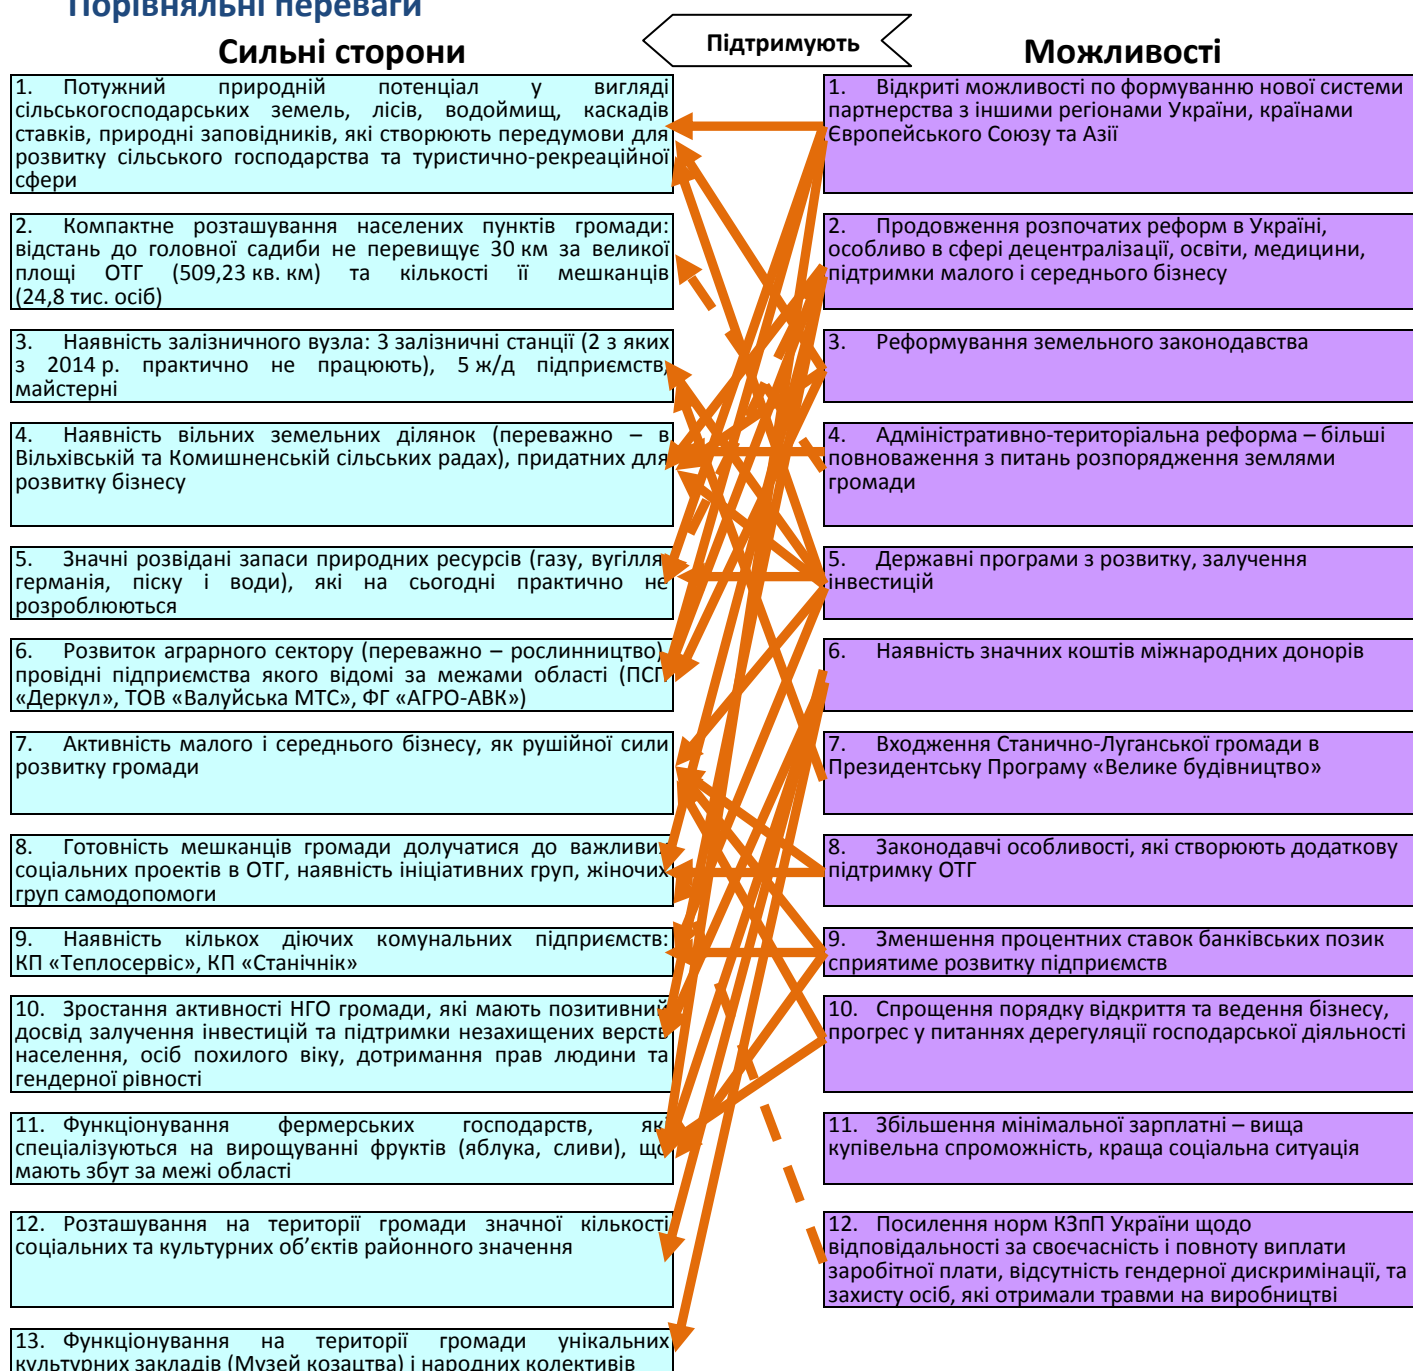 Порівняльні переваги
Підтримують
Сильні сторони
1. Потужний природній потенціал у вигляді
сільськогосподарських земель, лісів, водоймищ, каскадів
ставків, природні заповідників, які створюють передумови для
розвитку сільського господарства та туристично-рекреаційної
сфери
2. Компактне розташування населених пунктів громади:
відстань до головної садиби не перевищує 30 км за великої
площі ОТГ (509,23 кв. км) та кількості її мешканців
(24,8 тис. осіб)
3. Наявність залізничного вузла: 3 залізничні станції (2 з яких
з 2014 р. практично не працюють), 5 ж/д підприємств,
майстерні
4. Наявність вільних земельних ділянок (переважно – в
Вільхівській та Комишненській сільських радах), придатних для
розвитку бізнесу
5. Значні розвідані запаси природних ресурсів (газу, вугілля,
германія, піску і води), які на сьогодні практично не
розроблюються
6. Розвиток аграрного сектору (переважно – рослинництво),
провідні підприємства якого відомі за межами області (ПСП
«Деркул», ТОВ «Валуйська МТС», ФГ «АГРО-АВК»)
7. Активність малого і середнього бізнесу, як рушійної сили
розвитку громади
8. Готовність мешканців громади долучатися до важливих
соціальних проектів в ОТГ, наявність ініціативних груп, жіночих
груп самодопомоги
9. Наявність кількох діючих комунальних підприємств:
КП «Теплосервіс», КП «Станічнік»
10. Зростання активності НГО громади, які мають позитивний
досвід залучення інвестицій та підтримки незахищених верств
населення, осіб похилого віку, дотримання прав людини та
гендерної рівності
11. Функціонування фермерських господарств, які
спеціалізуються на вирощуванні фруктів (яблука, сливи), що
мають збут за межі області
12. Розташування на території громади значної кількості
соціальних та культурних об’єктів районного значення
13. Функціонування на території громади унікальних
культурних закладів (Музей козацтва) і народних колективів
Можливості
1. Відкриті можливості по формуванню нової системи
партнерства з іншими регіонами України, країнами
Європейського Союзу та Азії
2. Продовження розпочатих реформ в Україні,
особливо в сфері децентралізації, освіти, медицини,
підтримки малого і середнього бізнесу
3. Реформування земельного законодавства
4. Адміністративно-територіальна реформа – більші
повноваження з питань розпорядження землями
громади
5. Державні програми з розвитку, залучення
інвестицій
6. Наявність значних коштів міжнародних донорів
7. Входження Станично-Луганської громади в
Президентську Програму «Велике будівництво»
8. Законодавчі особливості, які створюють додаткову
підтримку ОТГ
9. Зменшення процентних ставок банківських позик
сприятиме розвитку підприємств
10. Спрощення порядку відкриття та ведення бізнесу,
прогрес у питаннях дерегуляції господарської діяльності
11. Збільшення мінімальної зарплатні – вища
купівельна спроможність, краща соціальна ситуація
12. Посилення норм КЗпП України щодо
відповідальності за своєчасність і повноту виплати
заробітної плати, відсутність гендерної дискримінації, та
захисту осіб, які отримали травми на виробництві